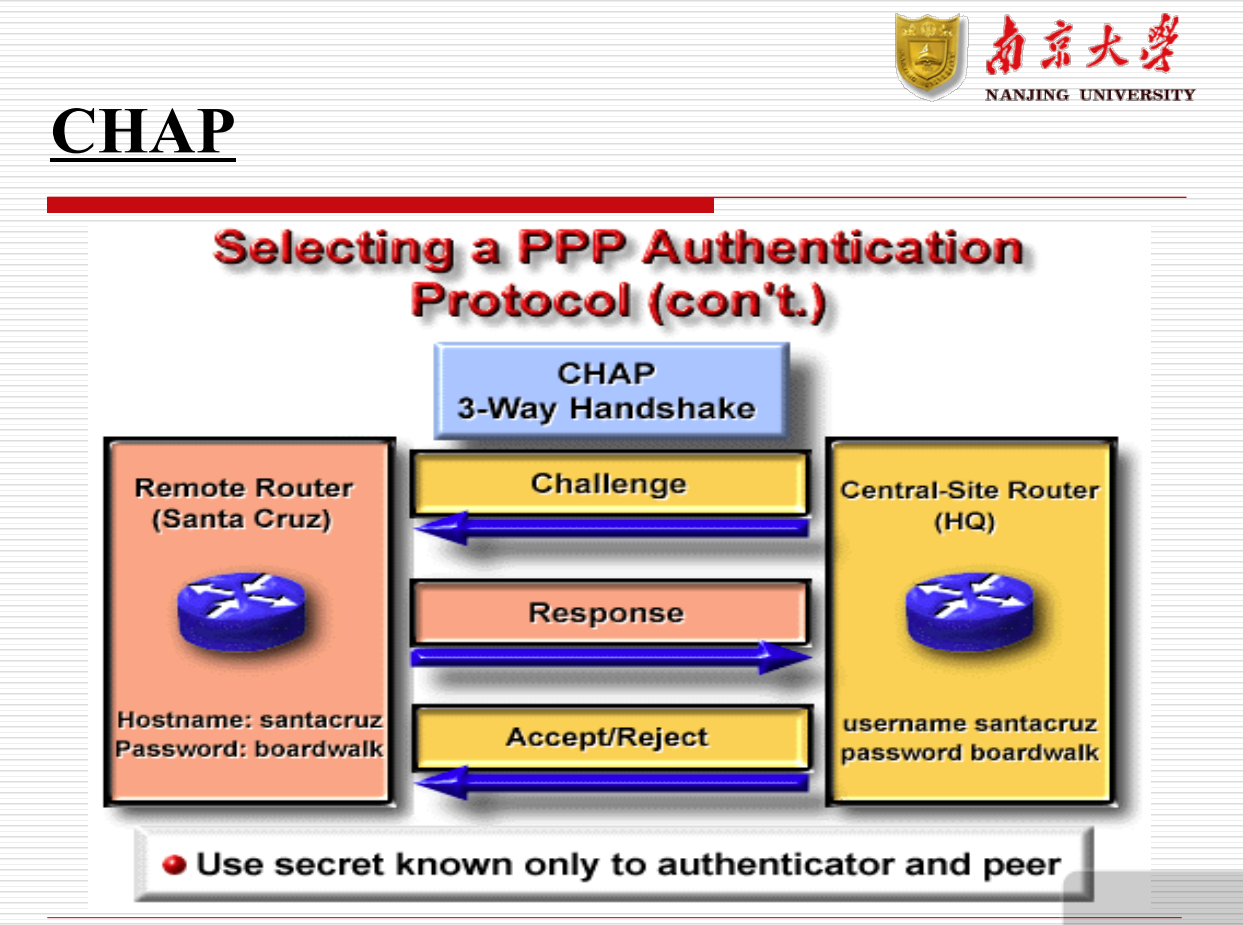 南京大學
NANJING UNIVERSITY
CHAP
Selecting a PPP Authentication
Protocol (con't.)
CHAP
3-Way Handshake
Remote Router
(Santa Cruz)
Hostname: santacruz
Password: boardwalk
Challenge
Response
Accept/Reject
Central-Site Router
(HQ)
username santacruz
password boardwalk
Use secret known only to authenticator and peer